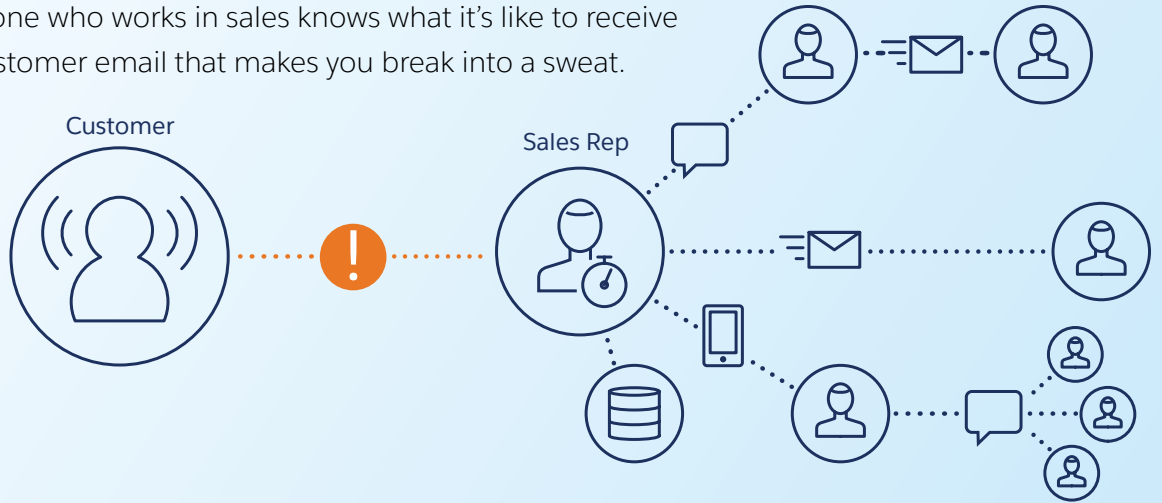 one who works in sales knows what it’s like to receive
stomer email that makes you break into a sweat.
Customer
Sales Rep
!